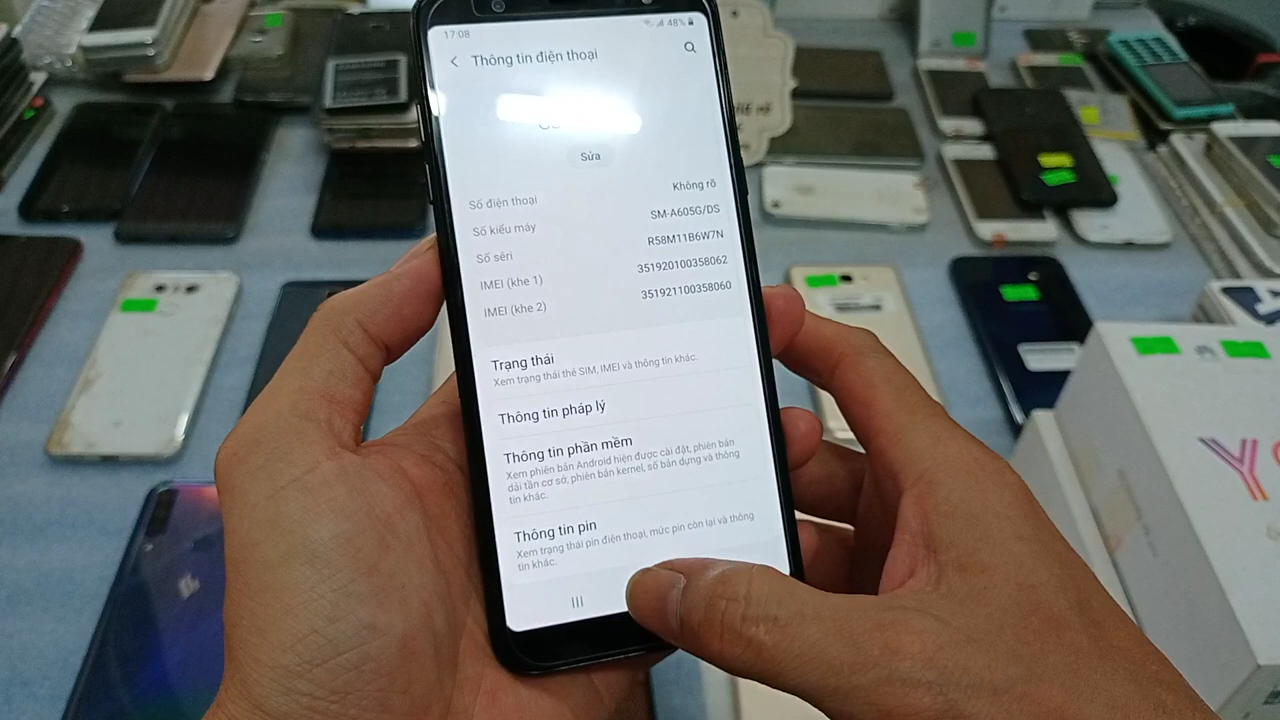 17:08
48%
Thông tin điện thoại
Sửa
Số điện thoại
Không rõ
Số kiểu máy
SM-A605G/DS
Số sêri
R58M11B6W7N
IMEI (khe 1)
351920100358062
IMEI (khe 2)
351921100358060
Trạng thái
Xem trạng thái thẻ SIM, IMEI và thông tin khác.
Thông tin pháp lý
Thông tin phần mềm
Xem phiên bản Android hiện được cài đặt, phiên bản
dải tần cơ sở, phiên bản kernel, số bản dựng và thông
tin khác.
Thông tin pin
Xem trạng thái pin điện thoại, mức pin còn lại và thông
tin khác.